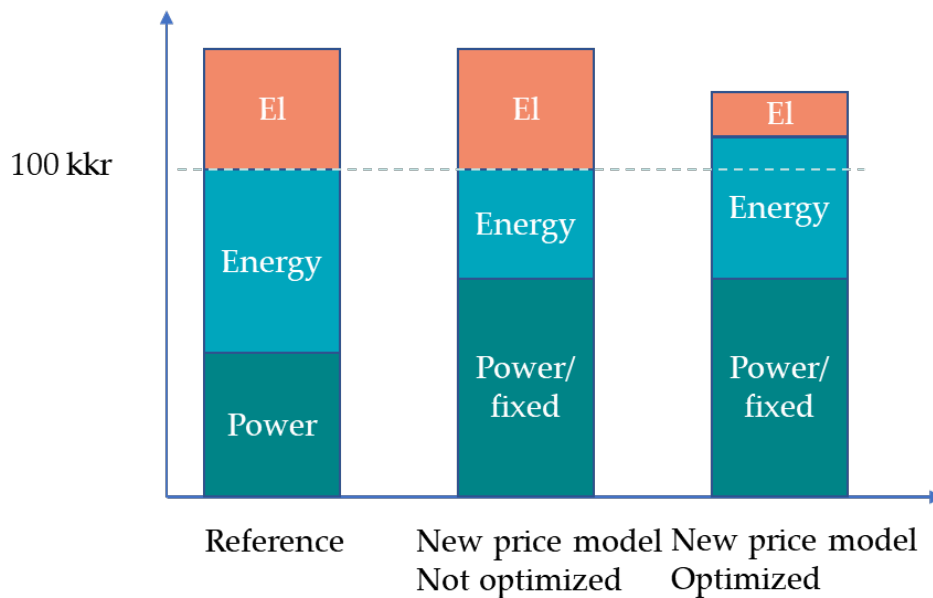 El
El
El
100 kkr
Energy
Energy
Energy
Power
Power/
fixed
Power/
fixed
Reference
New price model
Not optimized
New price model
Optimized